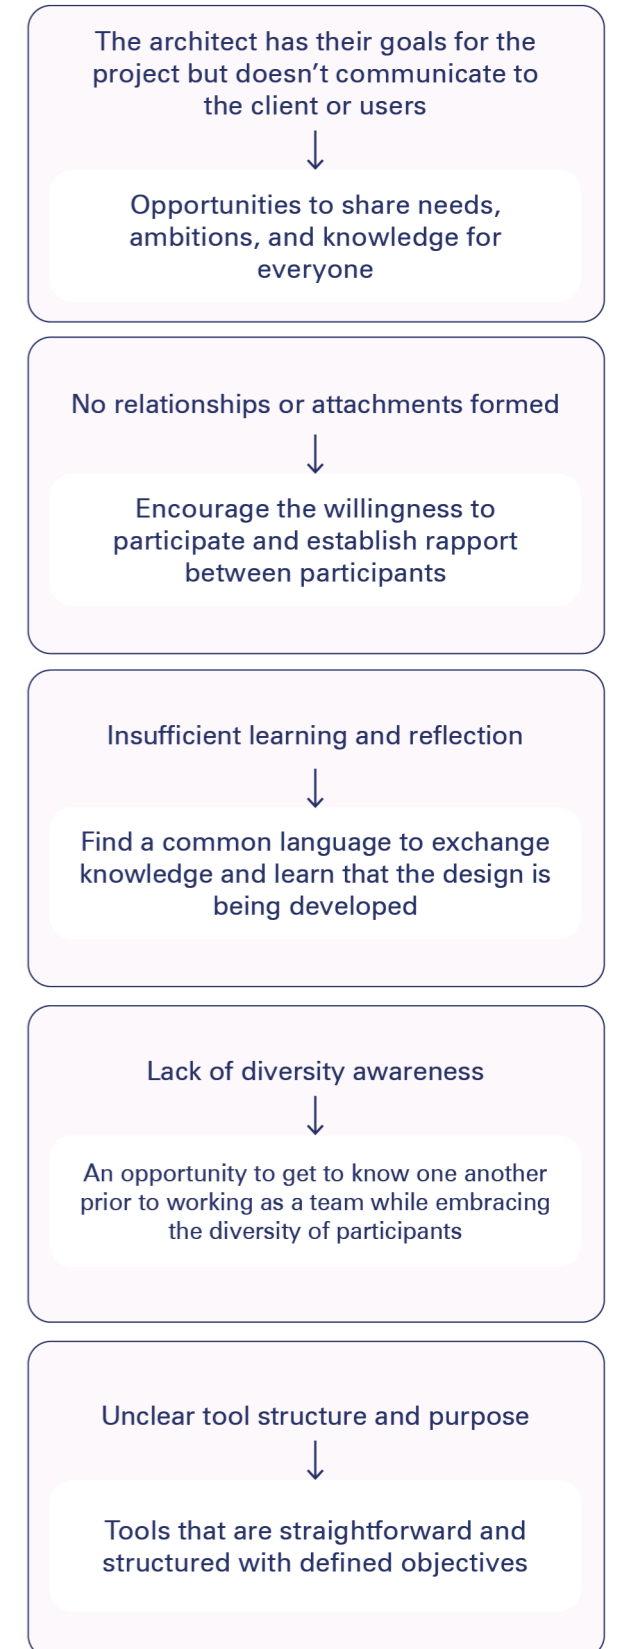 The architect has their goals for the
project but doesn’t communicate to
the client or users
Opportunities to share needs,
ambitions, and knowledge for
everyone
No relationships or attachments formed
Encourage the willingness to
participate and establish rapport
between participants
Insufficient learning and reflection
Find a common language to exchange
knowledge and learn that the design is
being developed
Lack of diversity awareness
An opportunity to get to know one another
prior to working as a team while embracing
the diversity of participants
Unclear tool structure and purpose
Tools that are straightforward and
structured with defined objectives